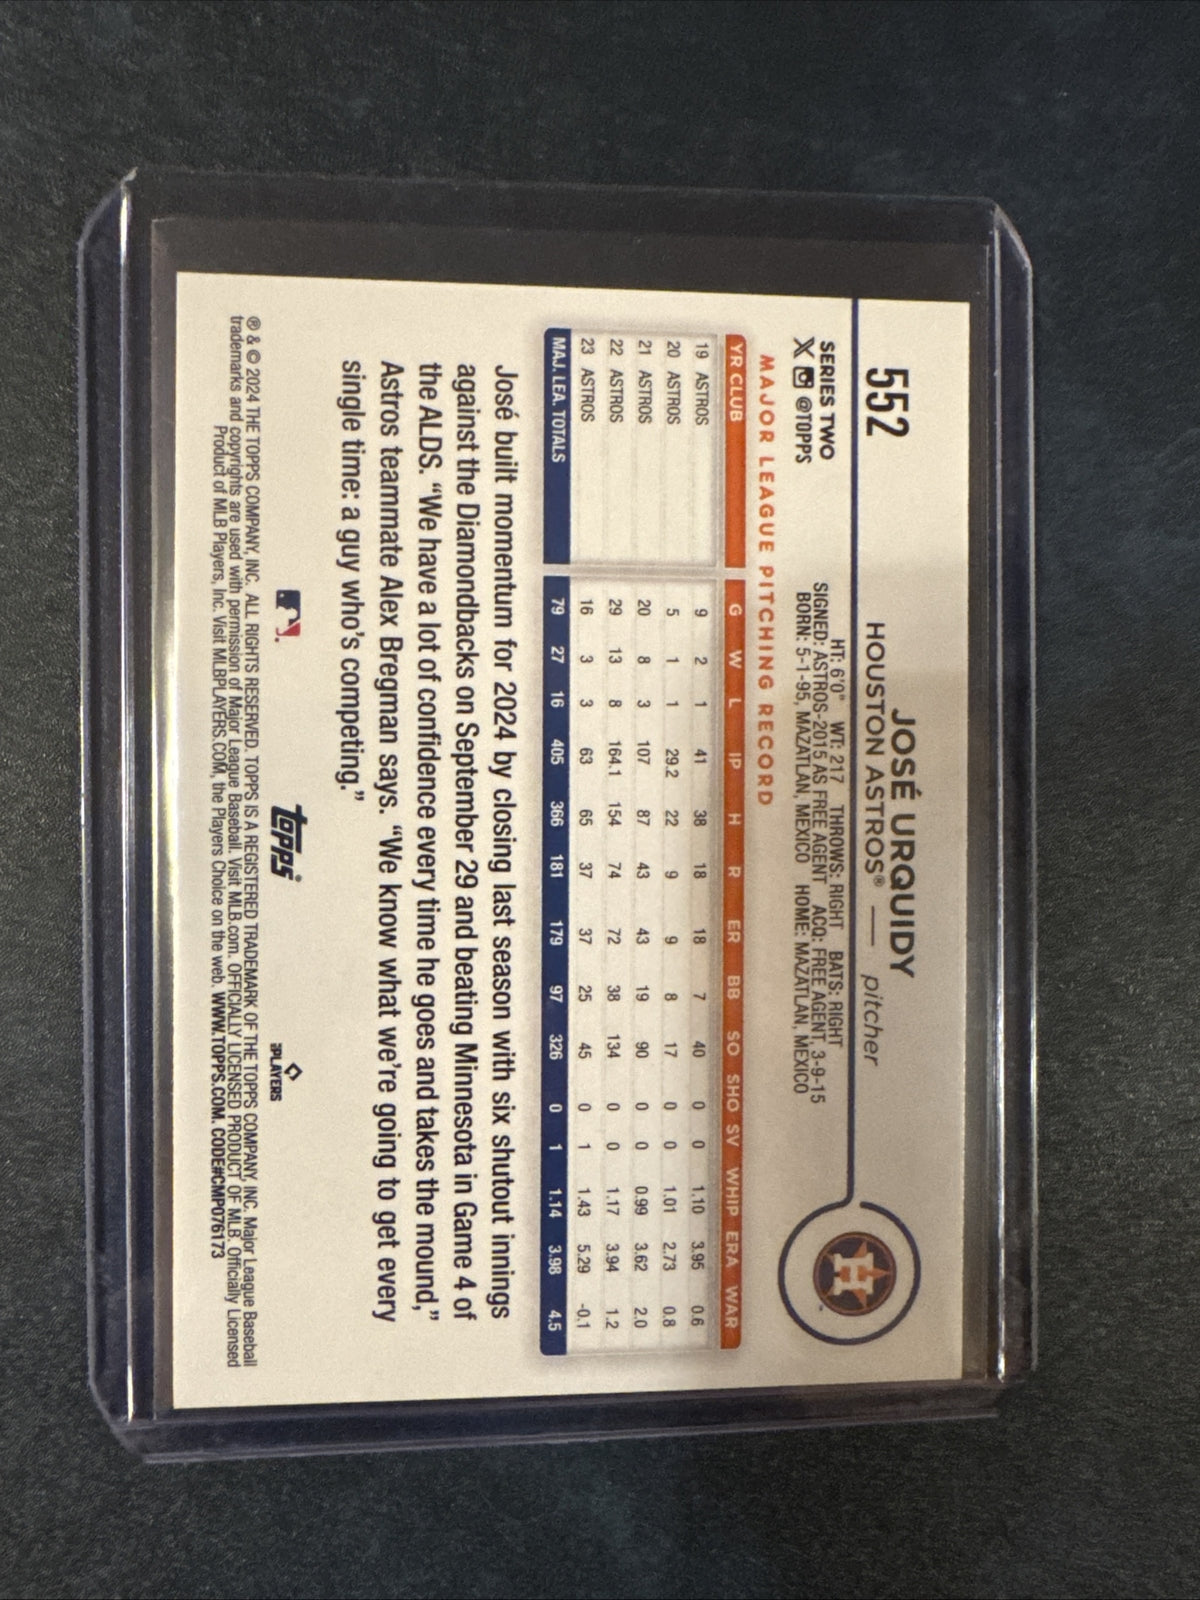 552
JOSÉ URQUIDY
HOUSTON ASTROS® — pitcher
SERIES TWO
@TOPPS
HT: 6'0" WT: 217 THROWS: RIGHT BATS: RIGHT
SIGNED: ASTROS-2015 AS FREE AGENT ACQ: FREE AGENT, 3-9-15
BORN: 5-1-95, MAZATLAN, MEXICO HOME: MAZATLAN, MEXICO
MAJOR LEAGUE PITCHING RECORD
YR CLUB G W L IP H R ER BB SO SHO SV WHIP ERA WAR
19 ASTROS 9 2 1 41 38 18 18 7 40 0 0 1.10 3.95 0.6
20 ASTROS 5 1 1 29.2 22 9 9 8 17 0 0 1.01 2.73 0.8
21 ASTROS 20 8 3 107 87 43 43 19 90 0 0 0.99 3.62 2.0
22 ASTROS 29 13 8 164.1 154 74 72 38 134 0 0 1.17 3.94 1.2
23 ASTROS 16 3 3 63 65 37 37 25 45 0 1 1.43 5.29 -0.1
MAJ. LEA. TOTALS 79 27 16 405 366 181 179 97 326 0 1 1.14 3.98 4.5
José built momentum for 2024 by closing last season with six shutout innings
against the Diamondbacks on September 29 and beating Minnesota in Game 4 of
the ALDS. “We have a lot of confidence every time he goes and takes the mound,”
Astros teammate Alex Bregman says. “We know what we’re going to get every
single time: a guy who’s competing.”
topps
PLAYERS
® & © 2024 THE TOPPS COMPANY, INC. ALL RIGHTS RESERVED. TOPPS IS A REGISTERED TRADEMARK OF THE TOPPS COMPANY, INC. Major League Baseball
trademarks and copyrights are used with permission of Major League Baseball. Visit MLB.com. OFFICIALLY LICENSED PRODUCT OF MLB. Officially Licensed
Product of MLB Players, Inc. Visit MLBPLAYERS.COM, the Players Choice on the web. WWW.TOPPS.COM. CODE#CMP076173